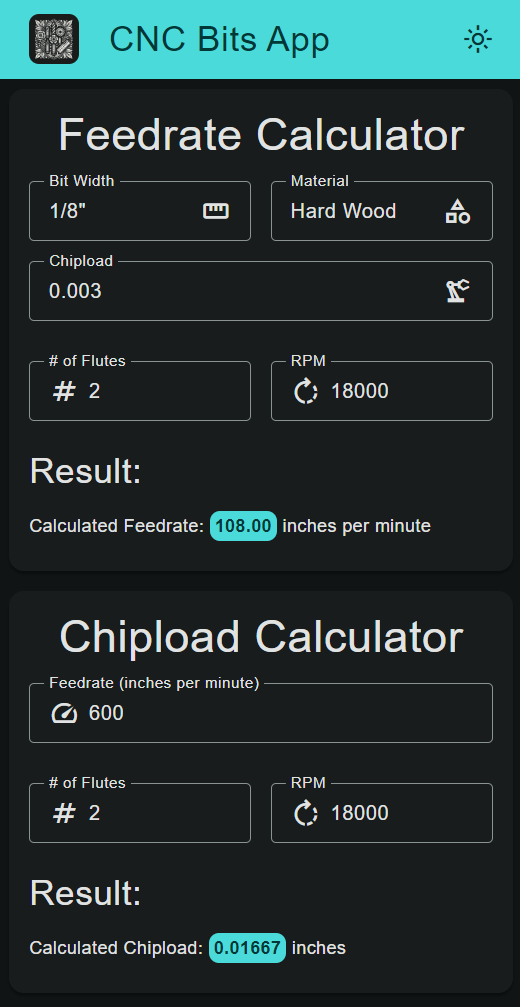 CNC Bits App
Feedrate Calculator
Bit Width
Material
1/8"
Hard Wood
Chipload
0.003
# of Flutes
RPM
# 2
18000
Result:
Calculated Feedrate: 108.00 inches per minute
Chipload Calculator
Feedrate (inches per minute)
600
# of Flutes
RPM
# 2
18000
Result:
Calculated Chipload: 0.01667 inches